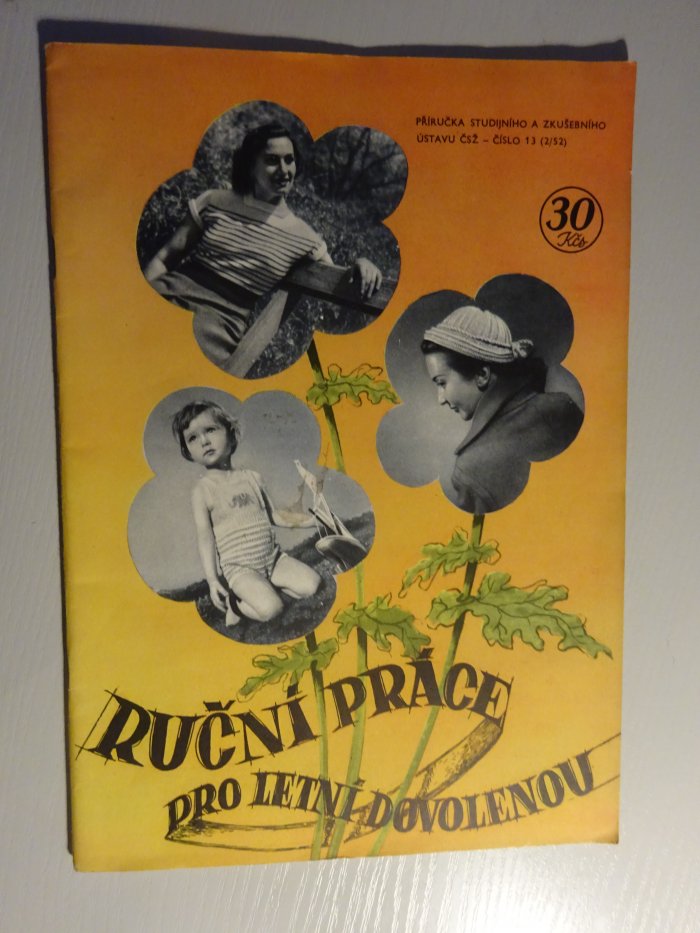 PŘÍRUČKA STUDIJNÍHO A ZKUŠEBNÍHO
ÚSTAVU ČSŽ – ČÍSLO 13 (2/52)
30
Kčs
RUČNÍ PRÁCE
PRO LETNÍ DOVOLENOU